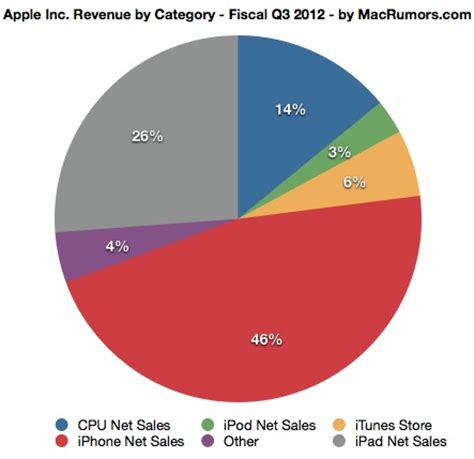 Apple Inc. Revenue by Category - Fiscal Q3 2012 - by MacRumors.com
14%
26%
3%
6%
4%
46%
CPU Net Sales iPod Net Sales iTunes Store
iPhone Net Sales Other iPad Net Sales